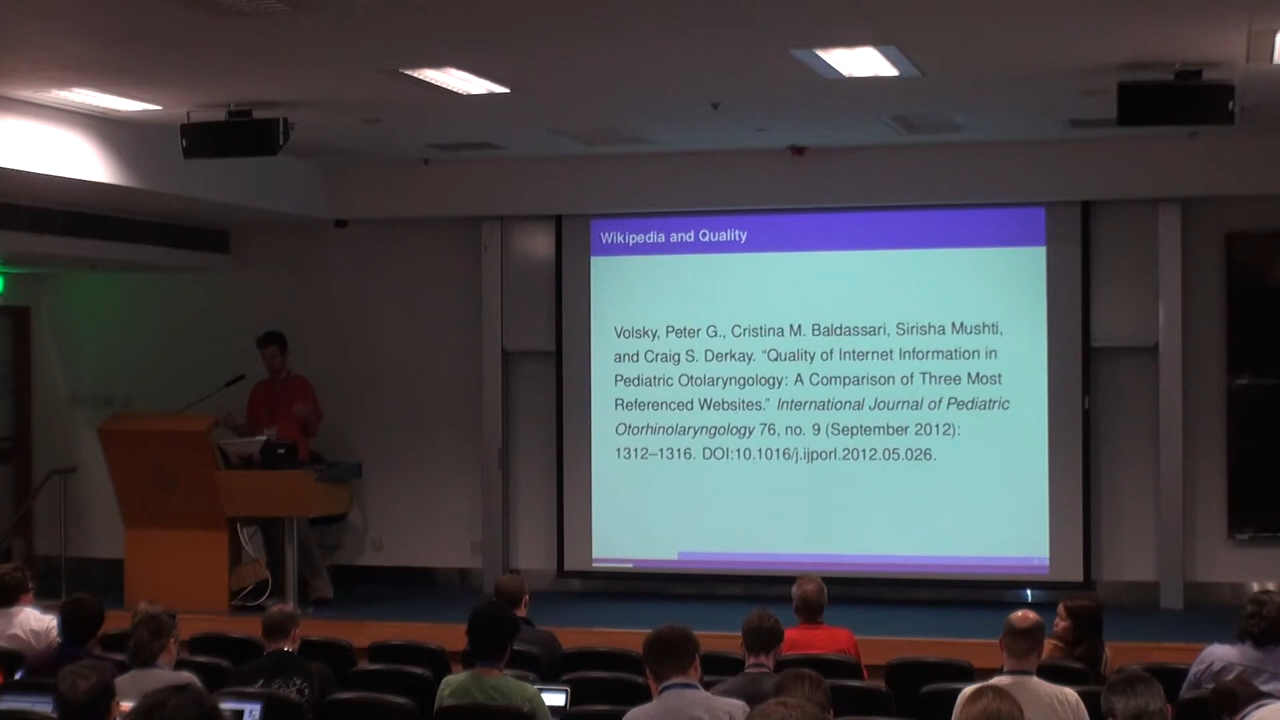 Wikipedia and Quality
Volsky, Peter G., Cristina M. Baldassari, Sirisha Mushti,
and Craig S. Derkay. “Quality of Internet Information in
Pediatric Otolaryngology: A Comparison of Three Most
Referenced Websites.” International Journal of Pediatric
Otorhinolaryngology 76, no. 9 (September 2012):
1312–1316. DOI:10.1016/j.ijporl.2012.05.026.